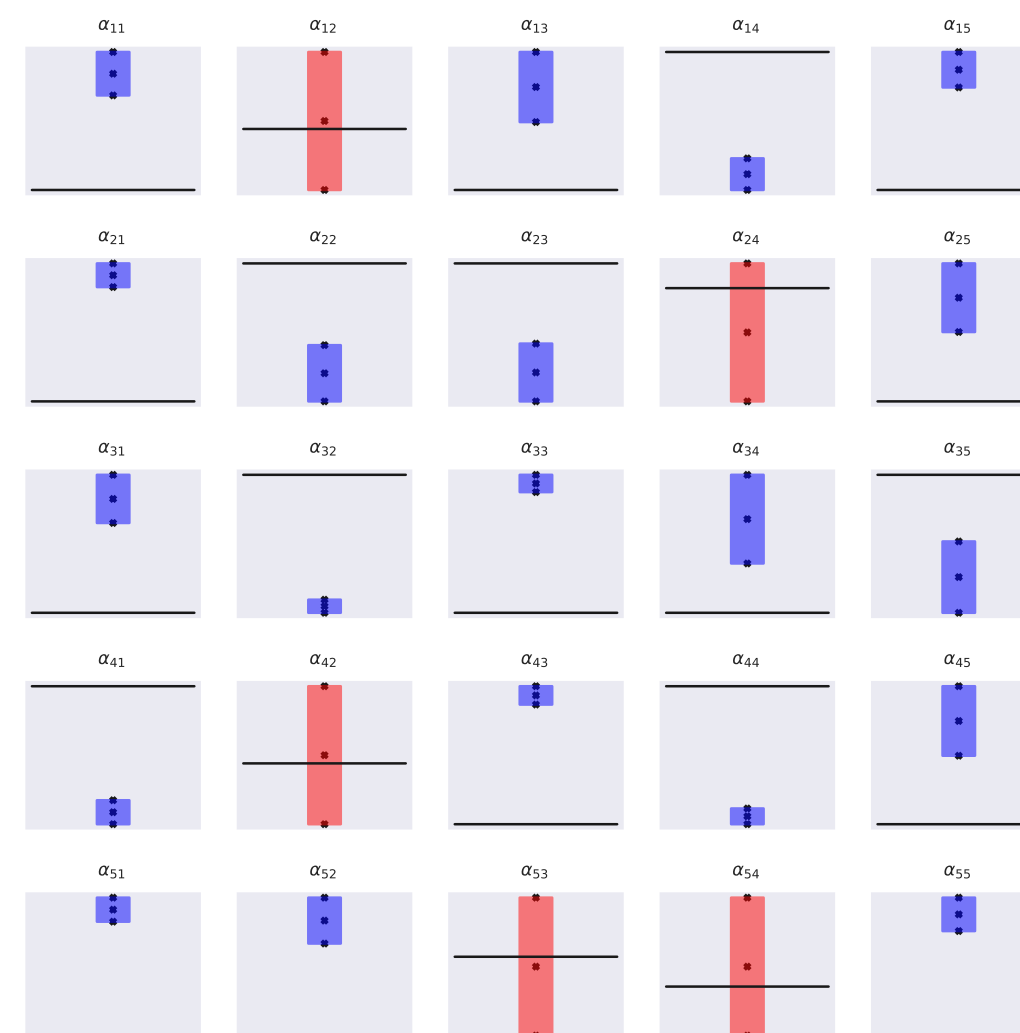 α₁₁ α₁₂ α₁₃ α₁₄ α₁₅
α₂₁ α₂₂ α₂₃ α₂₄ α₂₅
α₃₁ α₃₂ α₃₃ α₃₄ α₃₅
α₄₁ α₄₂ α₄₃ α₄₄ α₄₅
α₅₁ α₅₂ α₅₃ α₅₄ α₅₅